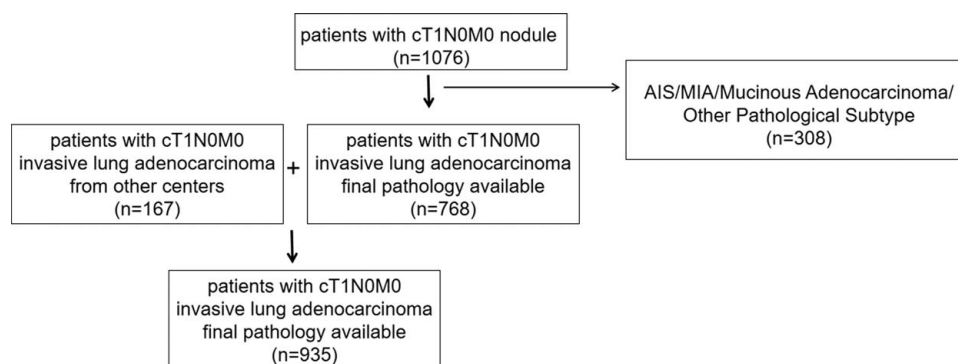 patients with cT1N0M0 nodule
(n=1076)
AIS/MIA/Mucinous Adenocarcinoma/
Other Pathological Subtype
(n=308)
patients with cT1N0M0
invasive lung adenocarcinoma
from other centers
(n=167)
+
patients with cT1N0M0
invasive lung adenocarcinoma
final pathology available
(n=768)
patients with cT1N0M0
invasive lung adenocarcinoma
final pathology available
(n=935)